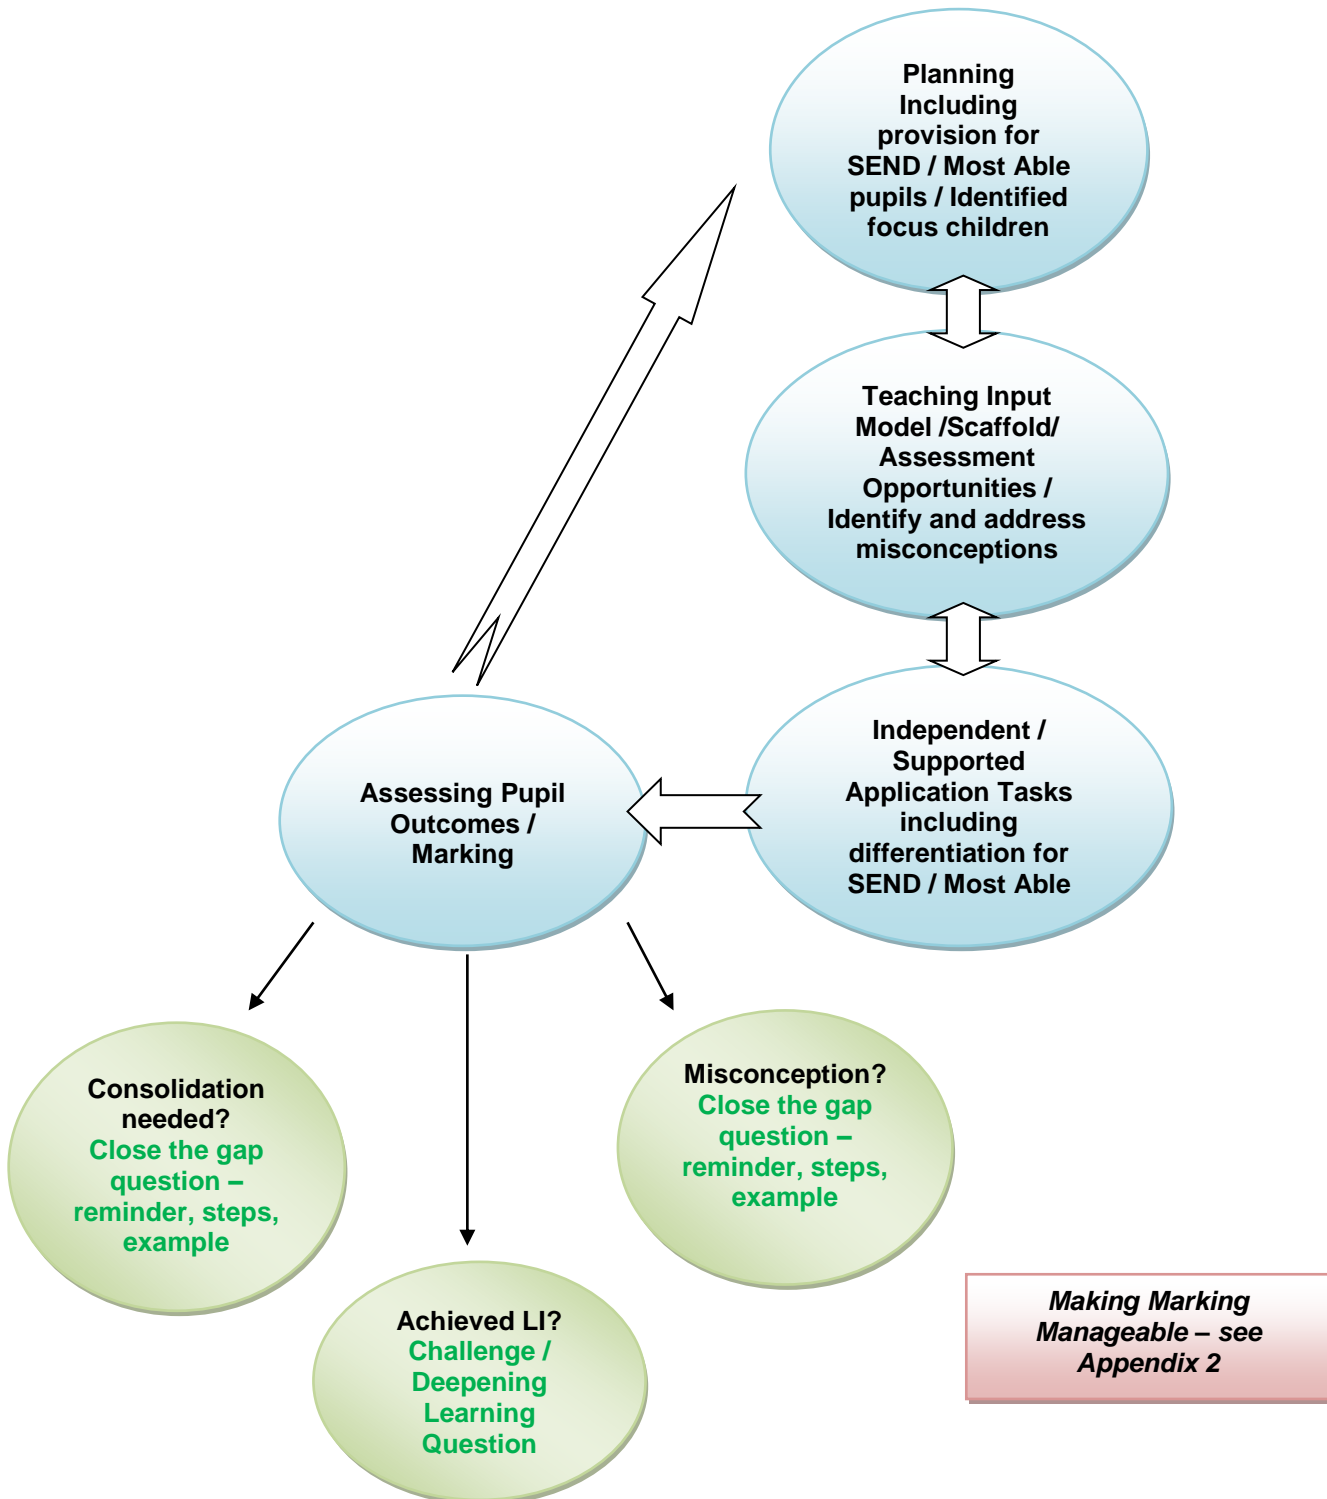 Planning
Including
provision for
SEND / Most Able
pupils / Identified
focus children
Teaching Input
Model /Scaffold/
Assessment
Opportunities /
Identify and address
misconceptions
Independent /
Supported
Application Tasks
including
differentiation for
SEND / Most Able
Assessing Pupil
Outcomes /
Marking
Consolidation
needed?
Close the gap
question –
reminder, steps,
example
Misconception?
Close the gap
question –
reminder, steps,
example
Achieved LI?
Challenge /
Deepening
Learning
Question
Making Marking
Manageable – see
Appendix 2